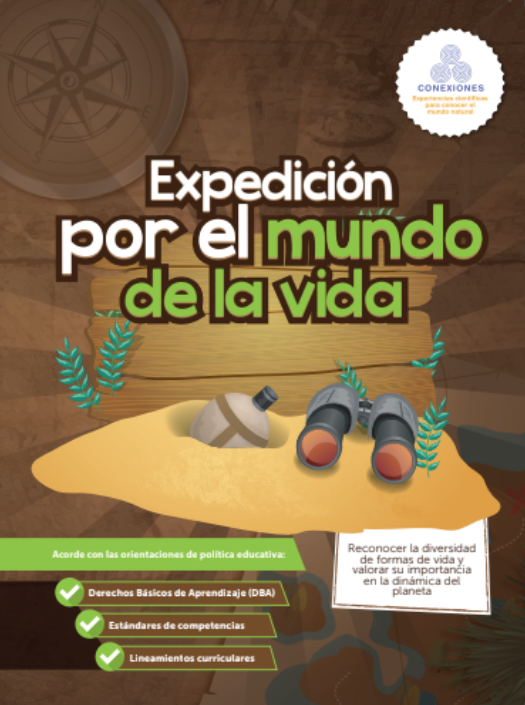 CONEXIONES
Experiencias científicas
para conocer el
mundo natural
Expedición
por el mundo
de la vida
Acorde con las orientaciones de política educativa:
Derechos Básicos de Aprendizaje (DBA)
Estándares de competencias
Lineamientos curriculares
Reconocer la diversidad
de formas de vida y
valorar su importancia
en la dinámica del
planeta